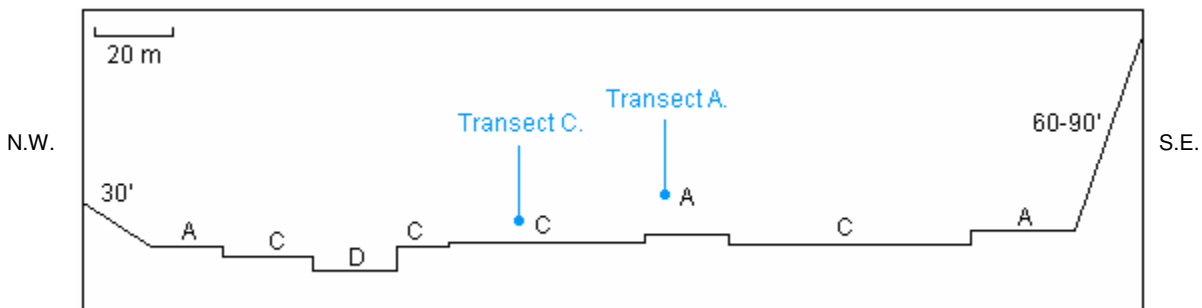 20 m
Transect A.
Transect C.
60-90'
N.W.
S.E.
30'
A
A
C
C
A
C
C
D